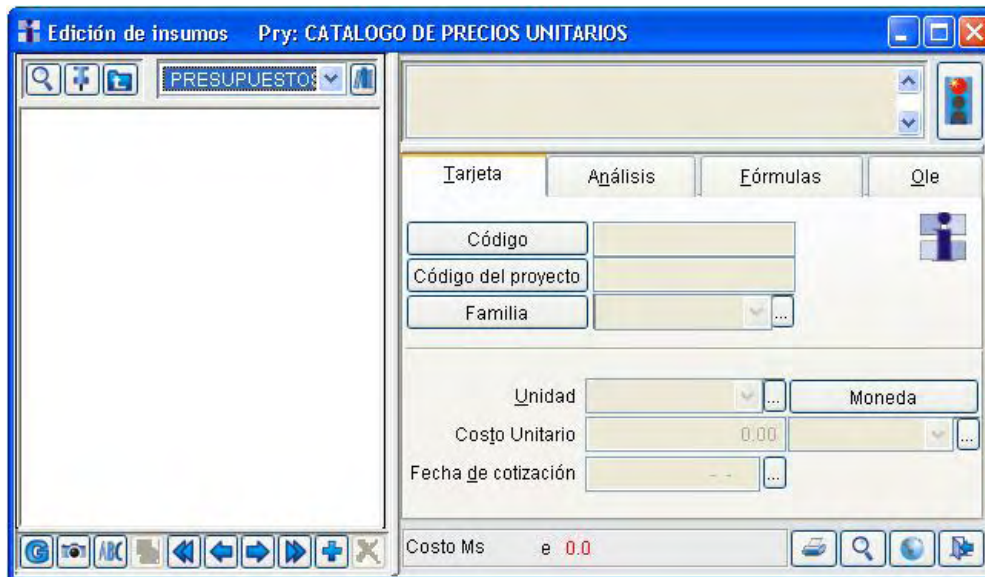 Edición de insumos Pry: CATALOGO DE PRECIOS UNITARIOS
PRESUPUESTOS
Tarjeta Análisis Fórmulas Ole
Código
Código del proyecto
Familia ...
Unidad ... Moneda
Costo Unitario 0.00 ...
Fecha de cotización - - ...
G ABC
Costo Ms e 0.0